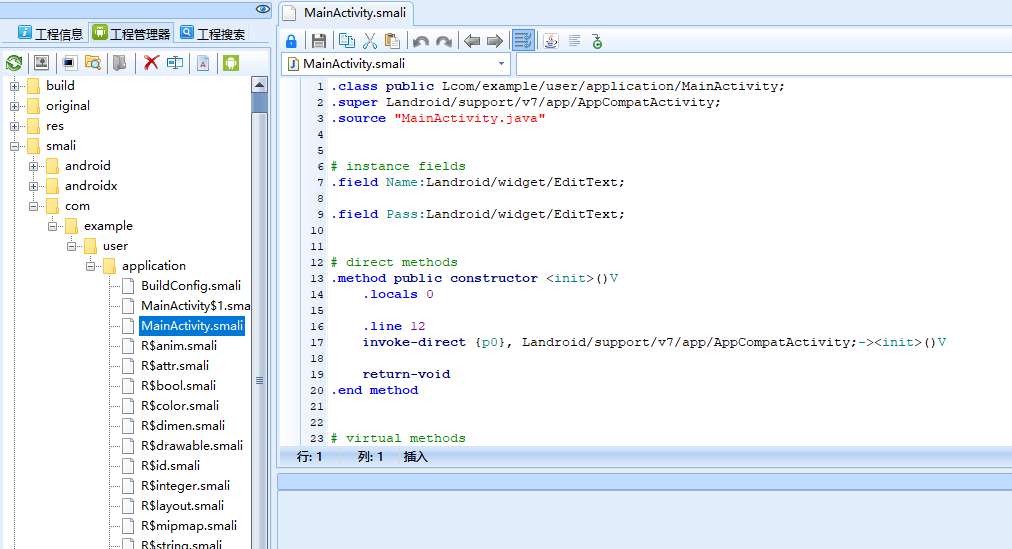 MainActivity.smali
工程信息
工程管理器
工程搜索
MainActivity.smali
build
original
res
smali
android
androidx
com
example
user
application
BuildConfig.smali
MainActivity$1.sma
MainActivity.smali
R$anim.smali
R$attr.smali
R$bool.smali
R$color.smali
R$dimen.smali
R$drawable.smali
R$id.smali
R$integer.smali
R$layout.smali
R$mipmap.smali
R$string.smali
1 .class public Lcom/example/user/application/MainActivity;
2 .super Landroid/support/v7/app/AppCompatActivity;
3 .source "MainActivity.java"
4
5
6 # instance fields
7 .field Name:Landroid/widget/EditText;
8
9 .field Pass:Landroid/widget/EditText;
10
11
12 # direct methods
13 .method public constructor <init>()V
14 .locals 0
15
16 .line 12
17 invoke-direct {p0}, Landroid/support/v7/app/AppCompatActivity;-><init>()V
18
19 return-void
20 .end method
21
22
23 # virtual methods
行: 1 列: 1 插入